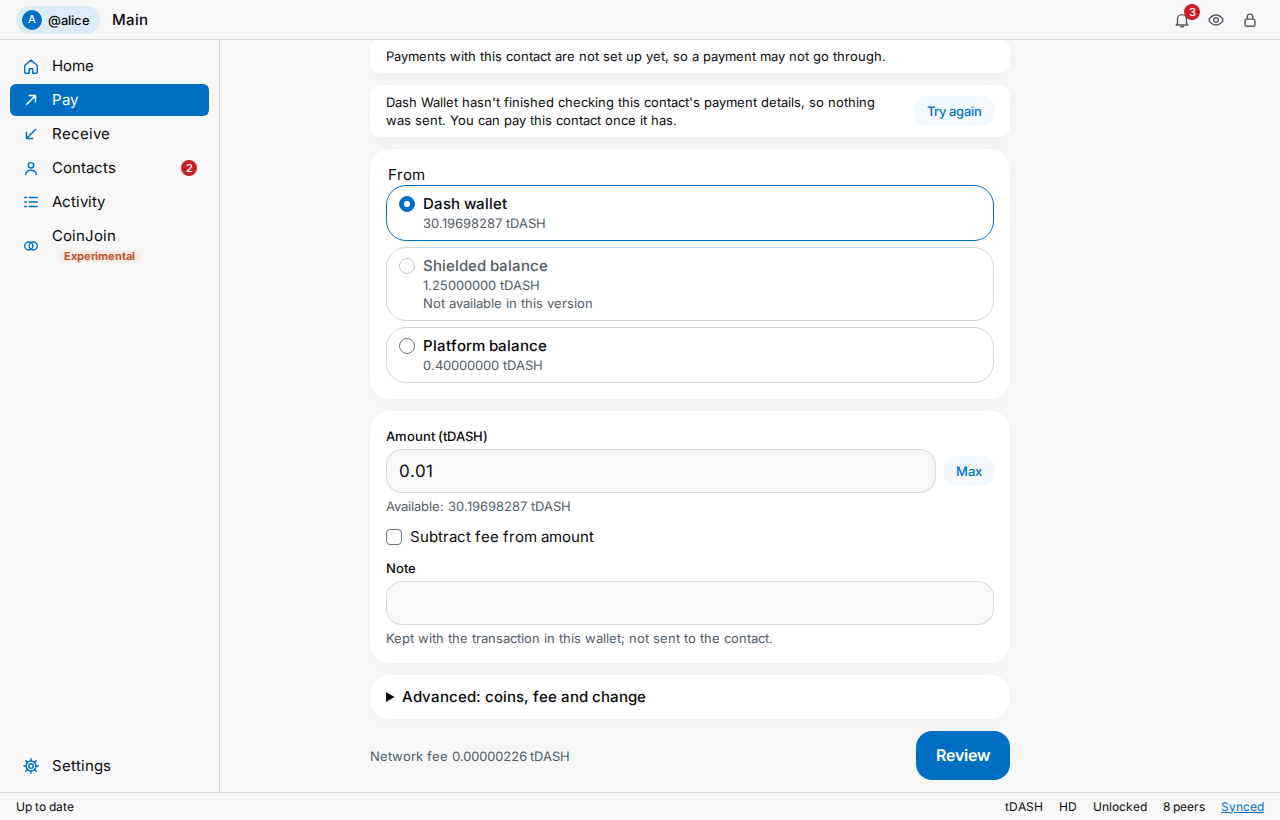 A @alice Main
3
Home
Pay
Receive
Contacts 2
Activity
CoinJoin
Experimental
Settings
Payments with this contact are not set up yet, so a payment may not go through.
Dash Wallet hasn't finished checking this contact's payment details, so nothing
was sent. You can pay this contact once it has.
Try again
From
Dash wallet
30.19698287 tDASH
Shielded balance
1.25000000 tDASH
Not available in this version
Platform balance
0.40000000 tDASH
Amount (tDASH)
0.01
Max
Available: 30.19698287 tDASH
Subtract fee from amount
Note
Kept with the transaction in this wallet; not sent to the contact.
Advanced: coins, fee and change
Network fee 0.00000226 tDASH
Review
Up to date
tDASH HD Unlocked 8 peers Synced